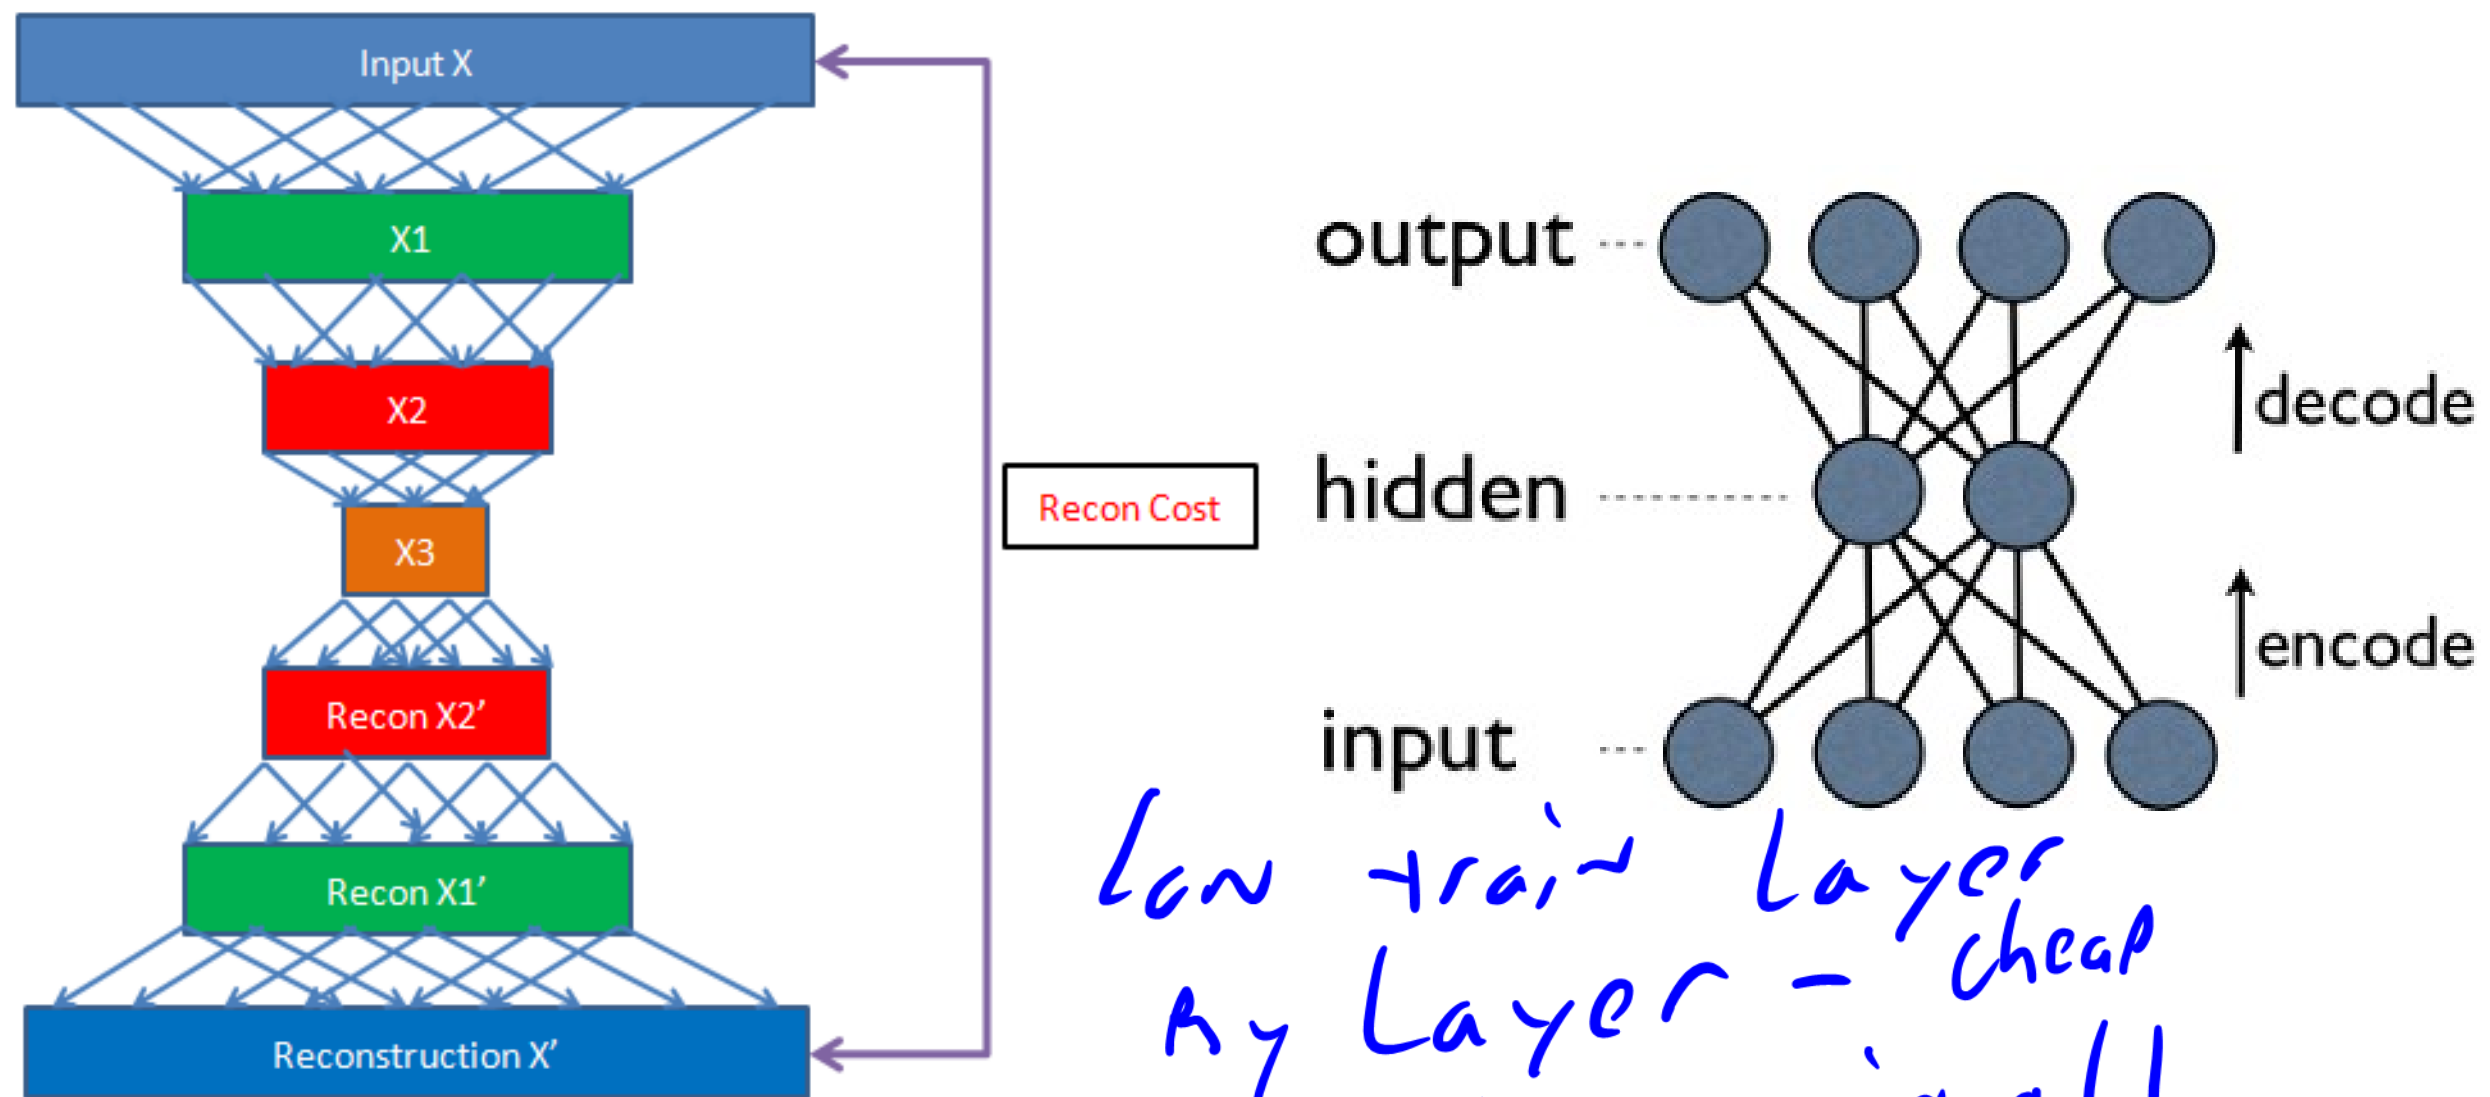 Input X
X1
X2
X3
Recon X2’
Recon X1’
Reconstruction X’
Recon Cost
output
hidden
input
decode
encode
Can train Layer
By Layer - cheap